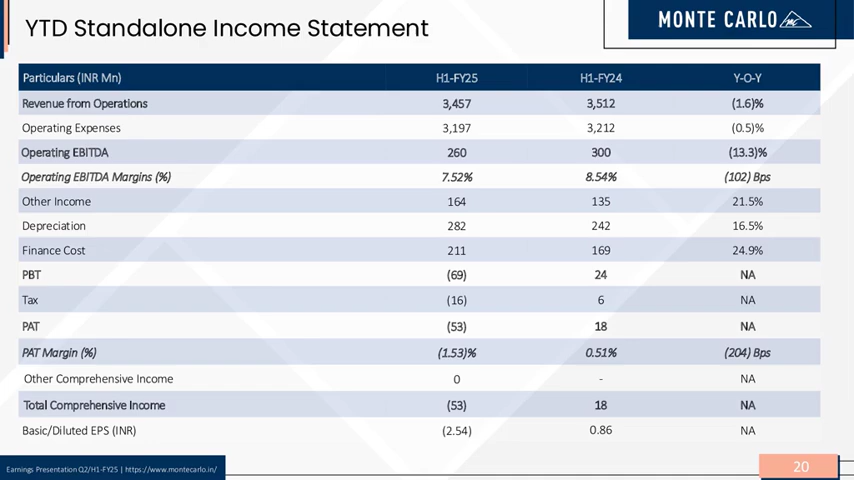 YTD Standalone Income Statement
MONTE CARLO
Particulars (INR Mn) H1-FY25 H1-FY24 Y-O-Y
Revenue from Operations 3,457 3,512 (1.6)%
Operating Expenses 3,197 3,212 (0.5)%
Operating EBITDA 260 300 (13.3)%
Operating EBITDA Margins (%) 7.52% 8.54% (102) Bps
Other Income 164 135 21.5%
Depreciation 282 242 16.5%
Finance Cost 211 169 24.9%
PBT (69) 24 NA
Tax (16) 6 NA
PAT (53) 18 NA
PAT Margin (%) (1.53)% 0.51% (204) Bps
Other Comprehensive Income 0 - NA
Total Comprehensive Income (53) 18 NA
Basic/Diluted EPS (INR) (2.54) 0.86 NA
Earnings Presentation Q2/H1-FY25 | https://www.montecarlo.in/
20